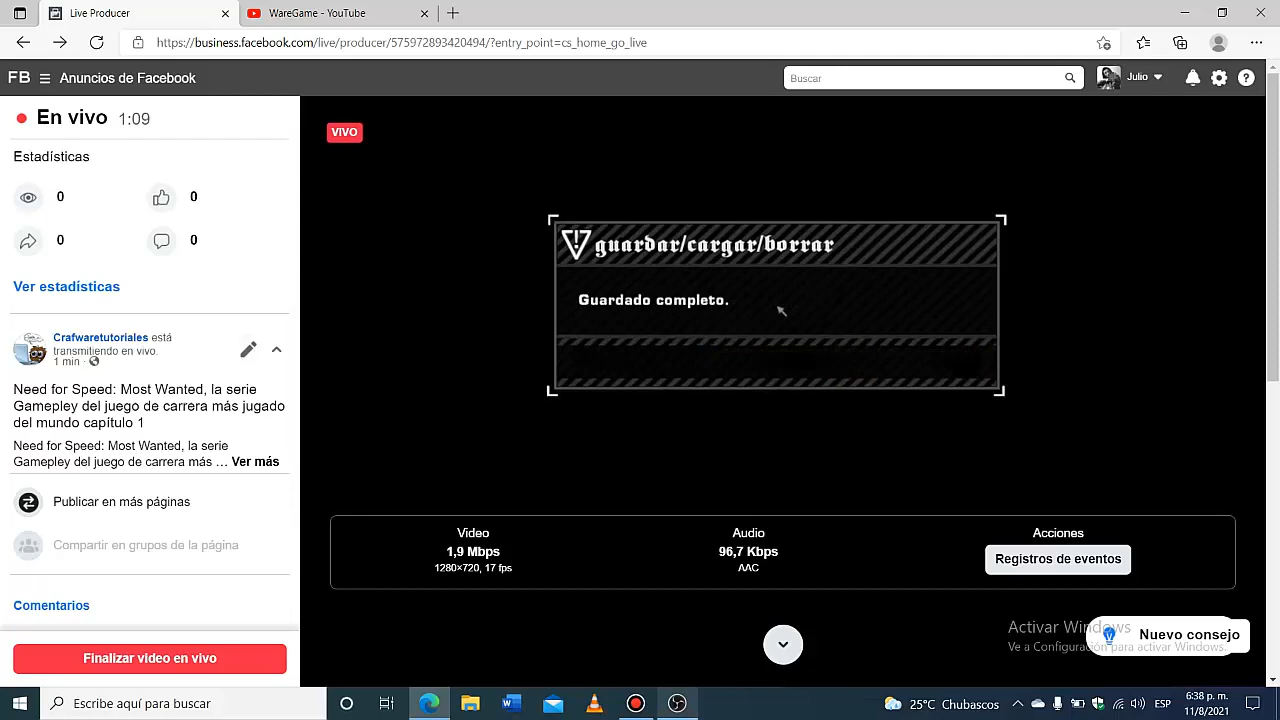 Live Producer
WareGame - YouTube
https://business.facebook.com/live/producer/575972893420494/?entry_point=cs_home_go_live
FB Anuncios de Facebook
Buscar
Julio
En vivo 1:09
VIVO
Estadísticas
0 0
0 0
Ver estadísticas
Crafwaretutoriales está
transmitiendo en vivo.
1 min ·
Need for Speed: Most Wanted, la serie
Gamepley del juego de carrera más jugado
del mundo capítulo 1
Need for Speed: Most Wanted, la serie
Gamepley del juego de carrera más ... Ver más
Publicar en más páginas
Compartir en grupos de la página
Comentarios
Finalizar video en vivo
guardar/cargar/borrar
Guardado completo.
Video
1,9 Mbps
1280×720, 17 fps
Audio
96,7 Kbps
AAC
Acciones
Registros de eventos
Activar Windows
Ve a Configuración para activar Windows.
Nuevo consejo
Escribe aquí para buscar
25°C Chubascos
ESP
6:38 p. m.
11/8/2021